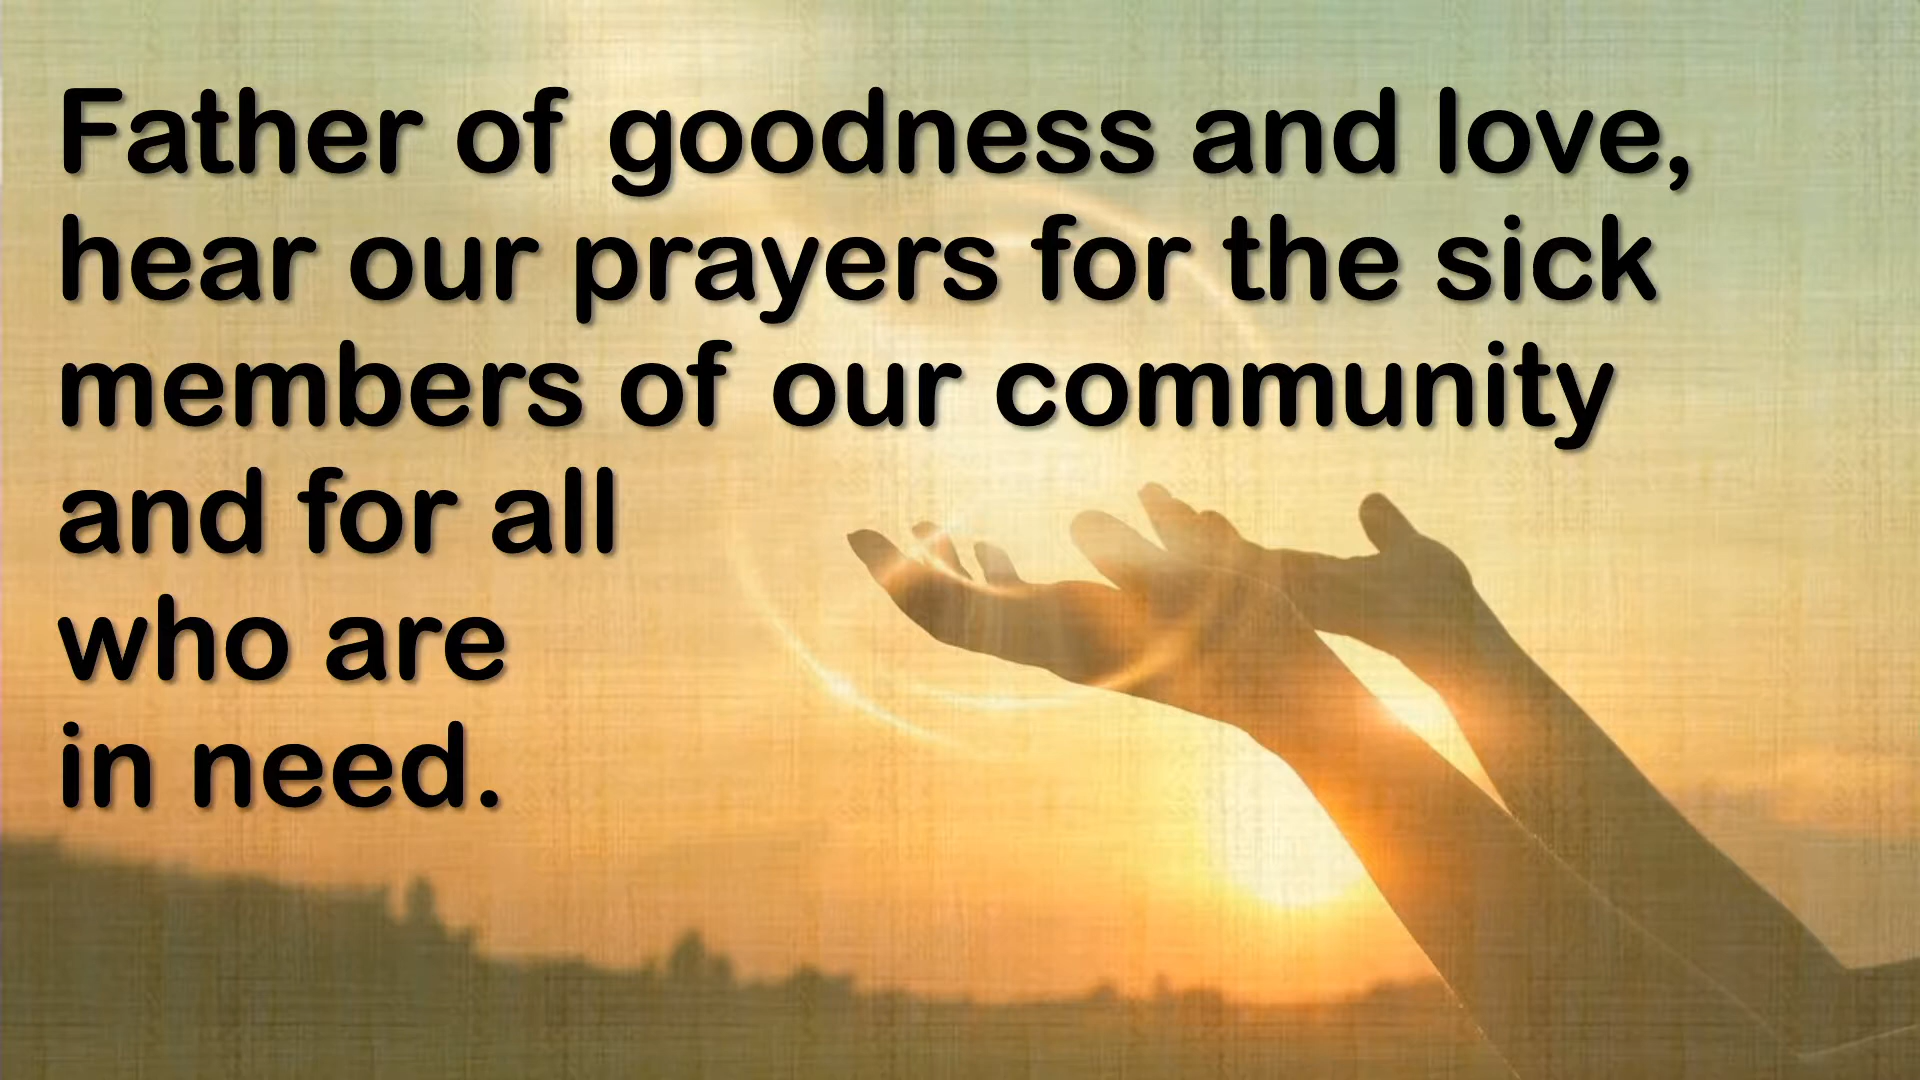 Father of goodness and love,
hear our prayers for the sick
members of our community
and for all
who are
in need.